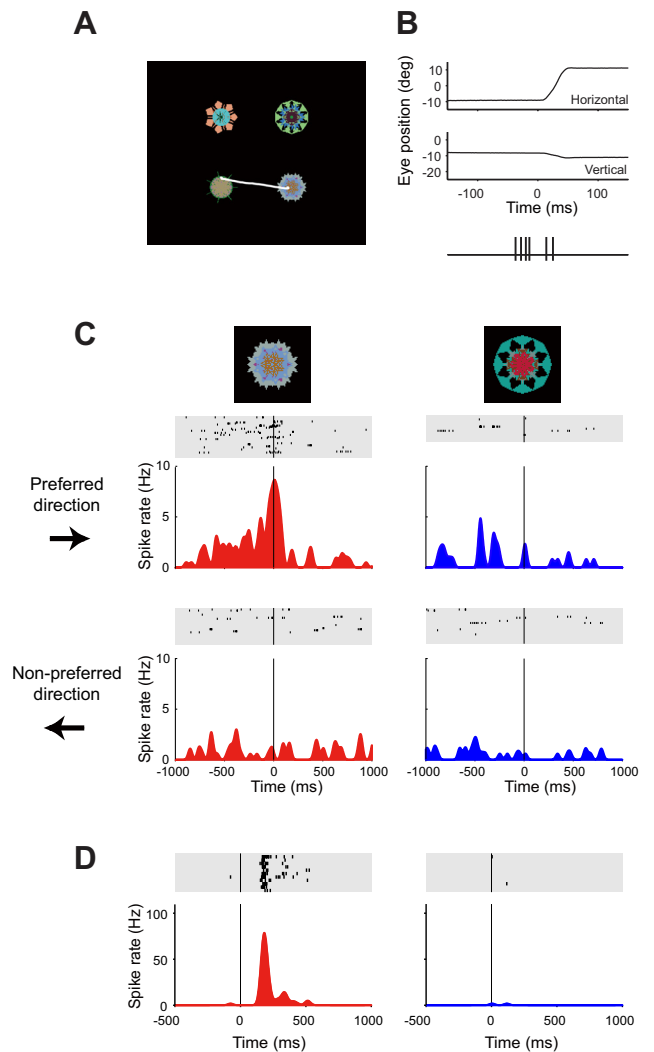 A
B
Eye position (deg)
10
0
-10
Horizontal
0
-10
-20
Vertical
-100
0
100
Time (ms)
C
Preferred
direction
Spike rate (Hz)
10
5
0
Non-preferred
direction
Spike rate (Hz)
10
5
0
-1000
-500
0
500
1000
Time (ms)
-1000
-500
0
500
1000
Time (ms)
D
Spike rate (Hz)
100
50
0
-500
0
500
1000
Time (ms)
-500
0
500
1000
Time (ms)